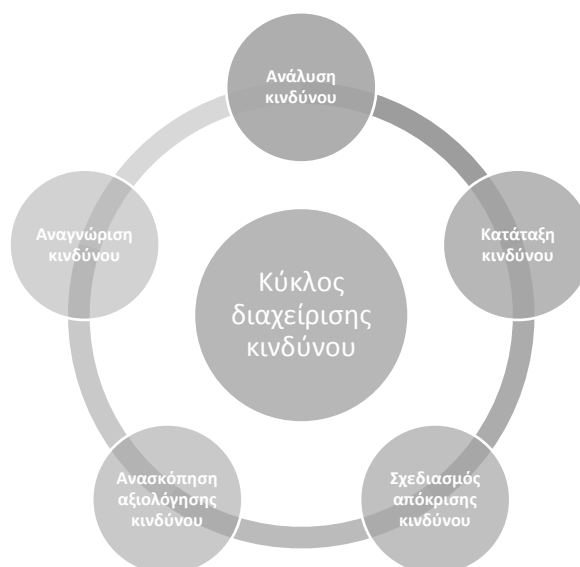 Ανάλυση
κινδύνου
Αναγνώριση
κινδύνου
Κατάταξη
κινδύνου
Κύκλος
διαχείρισης
κινδύνου
Ανασκόπηση
αξιολόγησης
κινδύνου
Σχεδιασμός
απόκρισης
κινδύνου